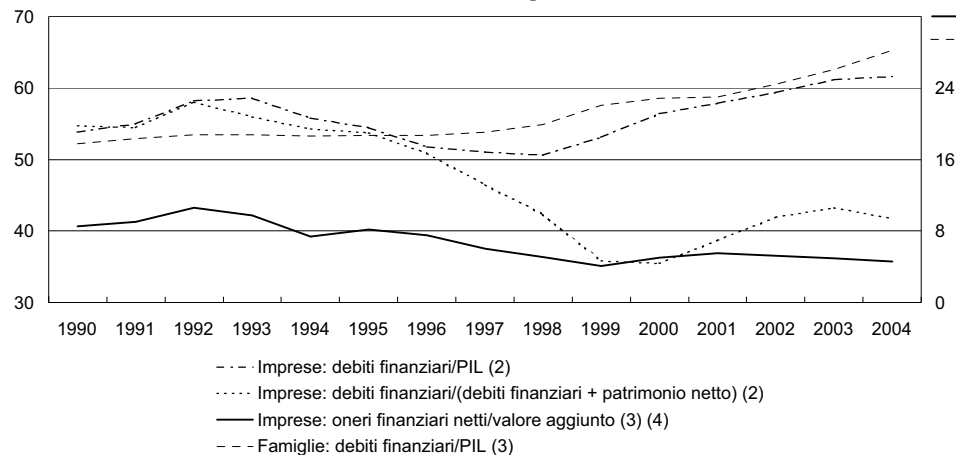 70
60
50
40
30
24
16
8
0
1990 1991 1992 1993 1994 1995 1996 1997 1998 1999 2000 2001 2002 2003 2004
Imprese: debiti finanziari/PIL (2)
Imprese: debiti finanziari/(debiti finanziari + patrimonio netto) (2)
Imprese: oneri finanziari netti/valore aggiunto (3) (4)
Famiglie: debiti finanziari/PIL (3)